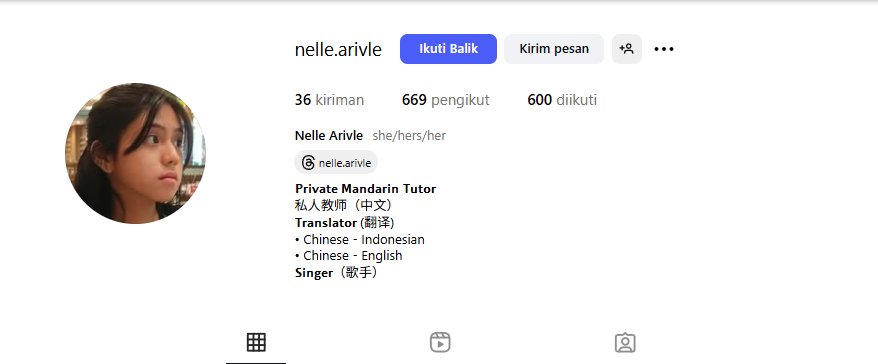 nelle.arivle Ikuti Balik Kirim pesan
36 kiriman 669 pengikut 600 diikuti
Nelle Arivle she/hers/her
nelle.arivle
Private Mandarin Tutor
私人教师（中文）
Translator (翻译)
• Chinese - Indonesian
• Chinese - English
Singer（歌手）